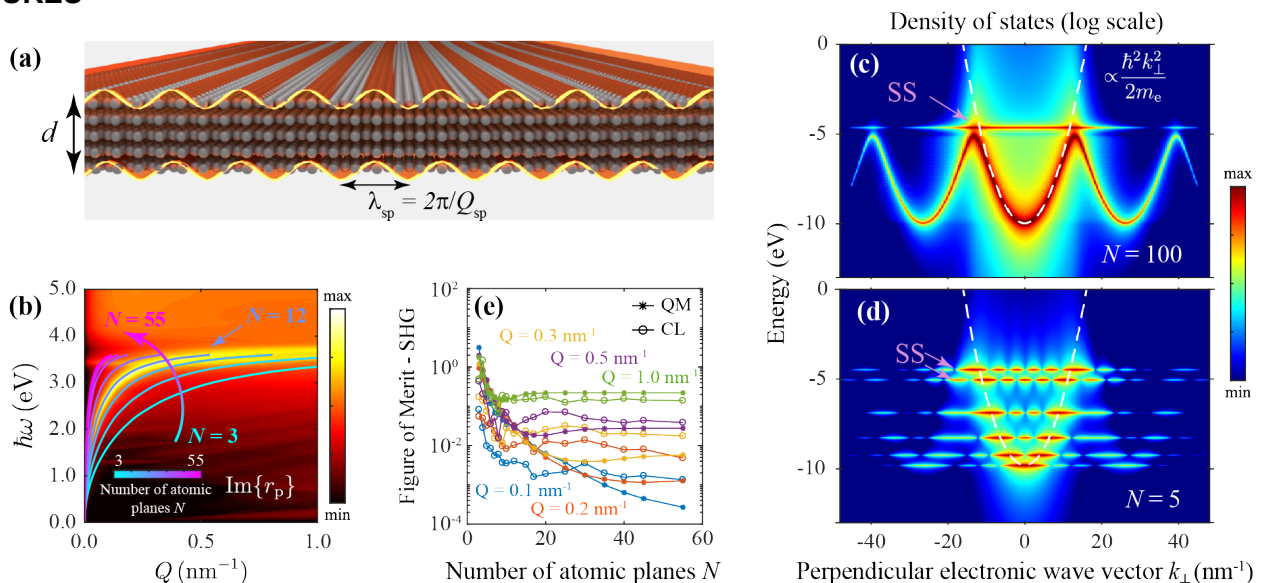 (a)
d
λsp = 2π/Qsp
(b)
5.0
4.0
3.0
2.0
1.0
0.0
ħω (eV)
N = 55
N = 12
N = 3
3 55
Number of atomic
planes N
Im{rp}
max
min
0.0 0.5 1.0
Q (nm⁻¹)
(e)
10²
10⁰
10⁻²
10⁻⁴
Figure of Merit - SHG
QM
CL
Q = 0.3 nm⁻¹
Q = 0.5 nm⁻¹
Q = 1.0 nm⁻¹
Q = 0.1 nm⁻¹
Q = 0.2 nm⁻¹
0 20 40 60
Number of atomic planes N
Density of states (log scale)
(c)
∝ ħ²k⊥²/2mₑ
SS
0
-5
-10
N = 100
Energy (eV)
max
min
(d)
SS
0
-5
-10
N = 5
-40 -20 0 20 40
Perpendicular electronic wave vector k⊥ (nm⁻¹)